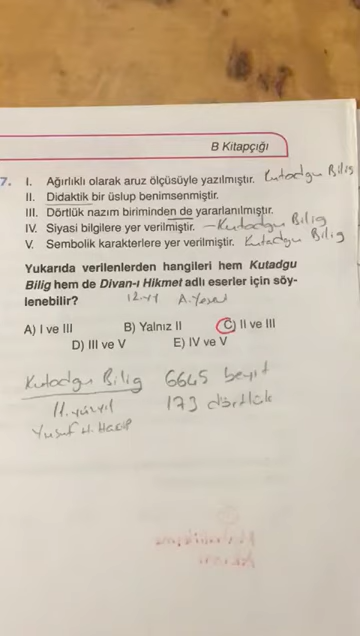 B Kitapçığı
7. I. Ağırlıklı olarak aruz ölçüsüyle yazılmıştır. Kutadgu Bilig
II. Didaktik bir üslup benimsenmiştir.
III. Dörtlük nazım biriminden de yararlanılmıştır.
IV. Siyasi bilgilere yer verilmiştir. - Kutadgu Bilig
V. Sembolik karakterlere yer verilmiştir. Kutadgu Bilig
Yukarıda verilenlerden hangileri hem Kutadgu
Bilig hem de Divan-ı Hikmet adlı eserler için söy-
lenebilir?
A. Yesevi
A) I ve III B) Yalnız II C) II ve III
D) III ve V E) IV ve V
Kutadgu Bilig 6645 beyit
11. yüzyıl 173 dörtlük
Yusuf H. Hacip